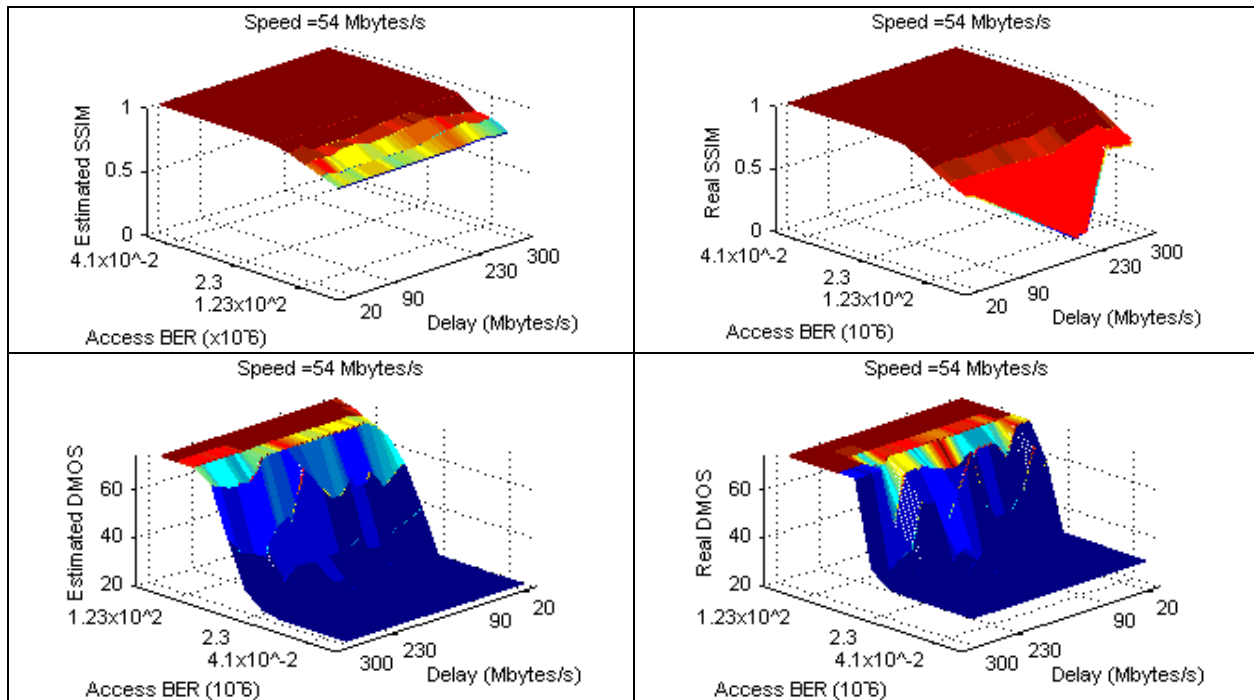 Speed =54 Mbytes/s
Estimated SSIM
1
0.5
0
4.1x10^-2
2.3
1.23x10^2
20
90
230
300
Access BER (x10^-6)
Delay (Mbytes/s)
Speed =54 Mbytes/s
Real SSIM
1
0.5
0
4.1x10^-2
2.3
1.23x10^2
20
90
230
300
Access BER (10^-6)
Delay (Mbytes/s)
Speed =54 Mbytes/s
Estimated DMOS
60
40
20
1.23x10^2
2.3
4.1x10^-2
300
230
90
20
Access BER (10^-6)
Delay (Mbytes/s)
Speed =54 Mbytes/s
Real DMOS
60
40
20
1.23x10^2
2.3
4.1x10^-2
300
230
90
20
Access BER (10^-6)
Delay (Mbytes/s)